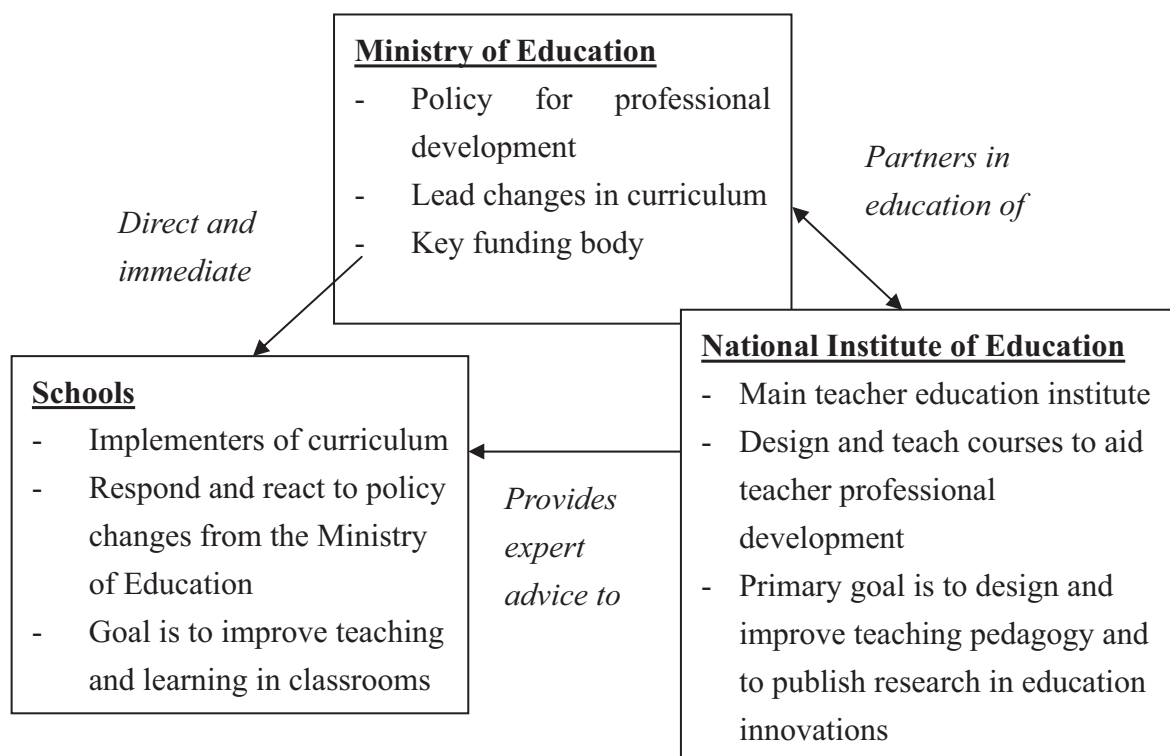 Ministry of Education
- Policy for professional
development
- Lead changes in curriculum
- Key funding body
Partners in
education of
Direct and
immediate
National Institute of Education
- Main teacher education institute
- Design and teach courses to aid
teacher professional
development
- Primary goal is to design and
improve teaching pedagogy and
to publish research in education
innovations
Schools
- Implementers of curriculum
- Respond and react to policy
changes from the Ministry
of Education
- Goal is to improve teaching
and learning in classrooms
Provides
expert
advice to